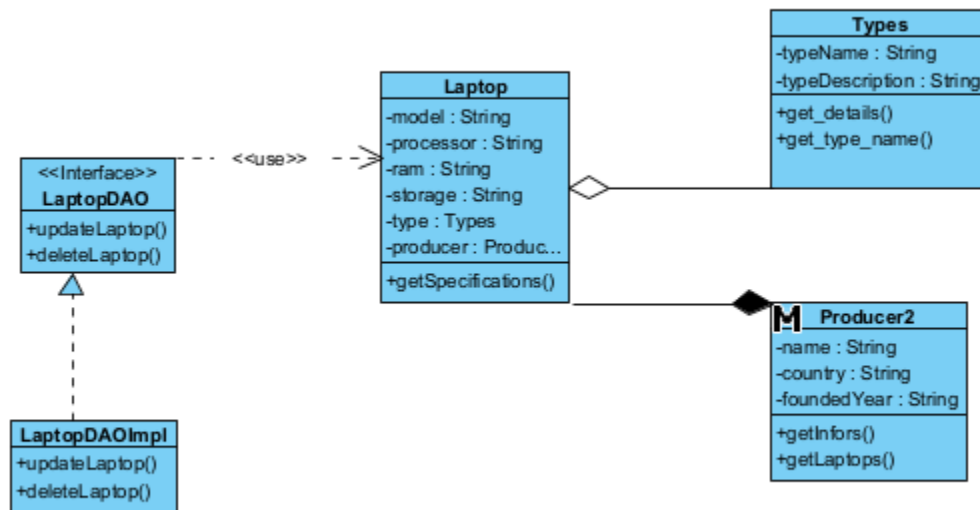 Types
-typeName : String
-typeDescription : String
+get_details()
+get_type_name()
Laptop
-model : String
-processor : String
-ram : String
-storage : String
-type : Types
-producer : Produc...
+getSpecifications()
<<use>>
<<Interface>>
LaptopDAO
+updateLaptop()
+deleteLaptop()
M
Producer2
-name : String
-country : String
-foundedYear : String
+getInfors()
+getLaptops()
LaptopDAOImpl
+updateLaptop()
+deleteLaptop()